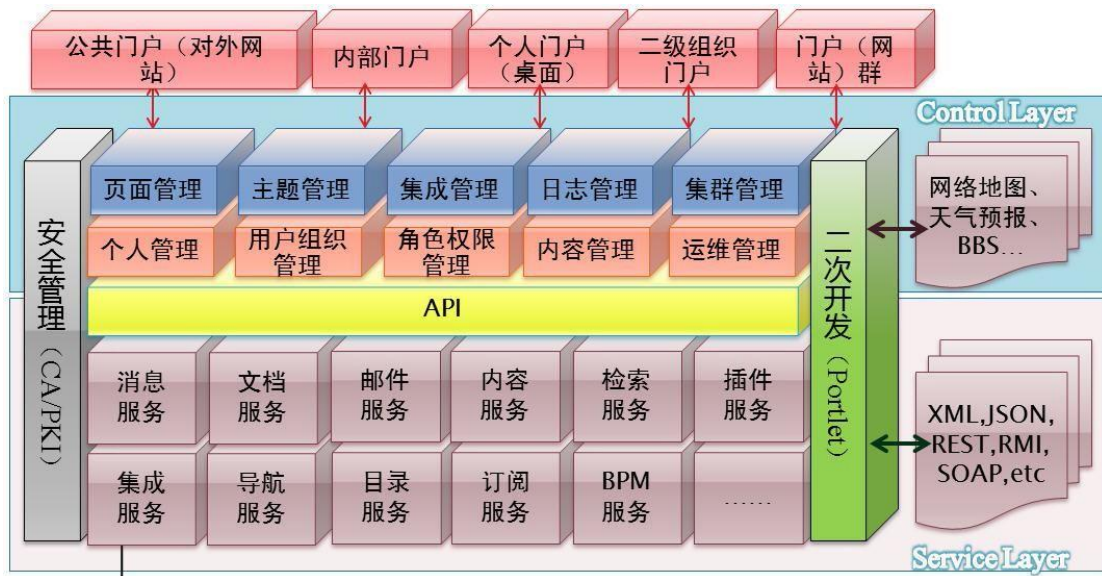 公共门户（对外网
站）
内部门户
个人门户
（桌面）
二级组织
门户
门户（网
站）群
Control Layer
页面管理
主题管理
集成管理
日志管理
集群管理
网络地图、
天气预报、
BBS…
个人管理
用户组织
管理
角色权限
管理
内容管理
运维管理
安全管理（CA/PKI）
API
二次开发（Portlet）
消息
服务
文档
服务
邮件
服务
内容
服务
检索
服务
插件
服务
XML,JSON,
REST,RMI,
SOAP,etc
集成
服务
导航
服务
目录
服务
订阅
服务
BPM
服务
……
Service Layer